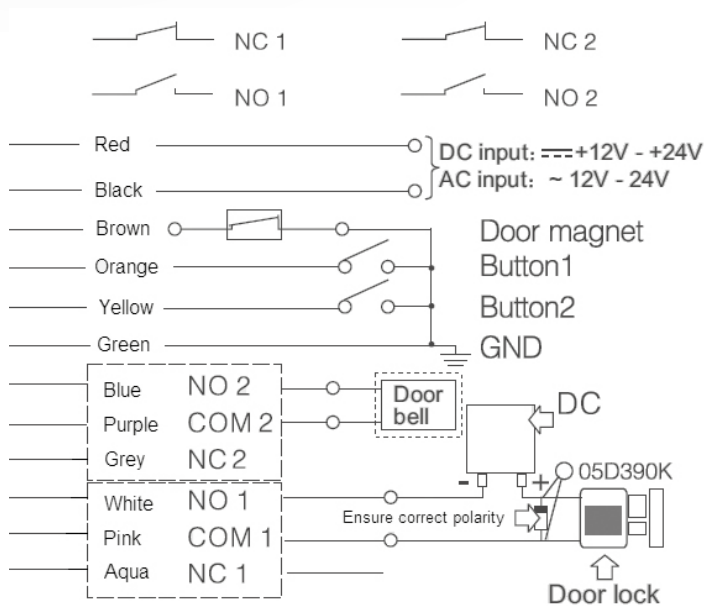 NC 1 NC 2
NO 1 NO 2
Red DC input: +12V - +24V
Black AC input: ~ 12V - 24V
Brown Door magnet
Orange Button1
Yellow Button2
Green GND
Blue NO 2 Door
Purple COM 2 bell DC
Grey NC 2 - + 05D390K
White NO 1
Ensure correct polarity
Pink COM 1
Aqua NC 1
Door lock